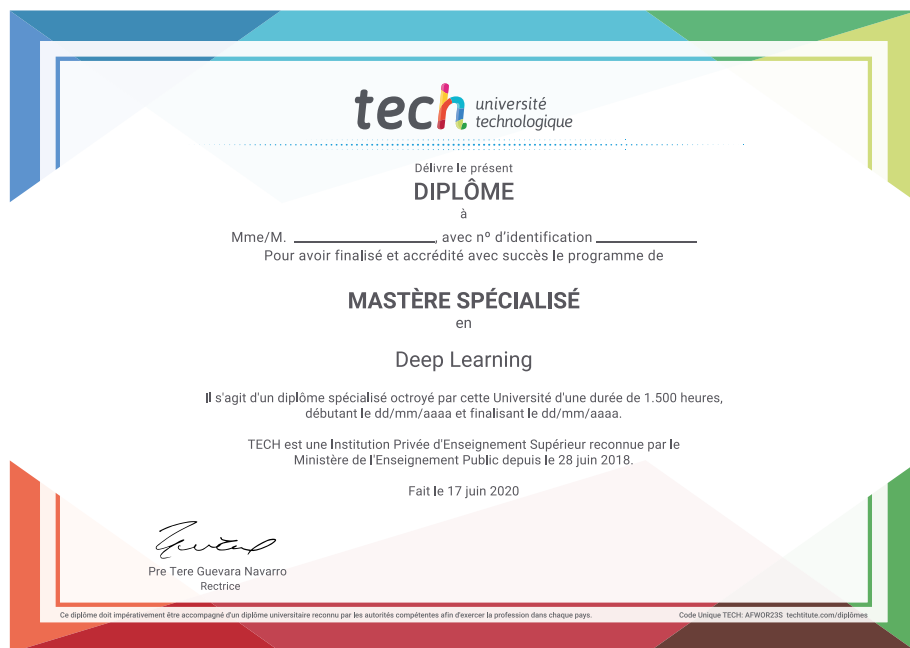 tech université
technologique
Délivre le présent
DIPLÔME
à
Mme/M. ____________, avec nº d'identification ____________
Pour avoir finalisé et accrédité avec succès le programme de
MASTÈRE SPÉCIALISÉ
en
Deep Learning
Il s'agit d'un diplôme spécialisé octroyé par cette Université d'une durée de 1.500 heures,
débutant le dd/mm/aaaa et finalisant le dd/mm/aaaa.
TECH est une Institution Privée d'Enseignement Supérieur reconnue par le
Ministère de l'Enseignement Public depuis le 28 juin 2018.
Fait le 17 juin 2020
Pre Tere Guevara Navarro
Rectrice
Ce diplôme doit impérativement être accompagné d'un diplôme universitaire reconnu par les autorités compétentes afin d'exercer la profession dans chaque pays.
Code Unique TECH: AFWOR23S techtitute.com/diplômes